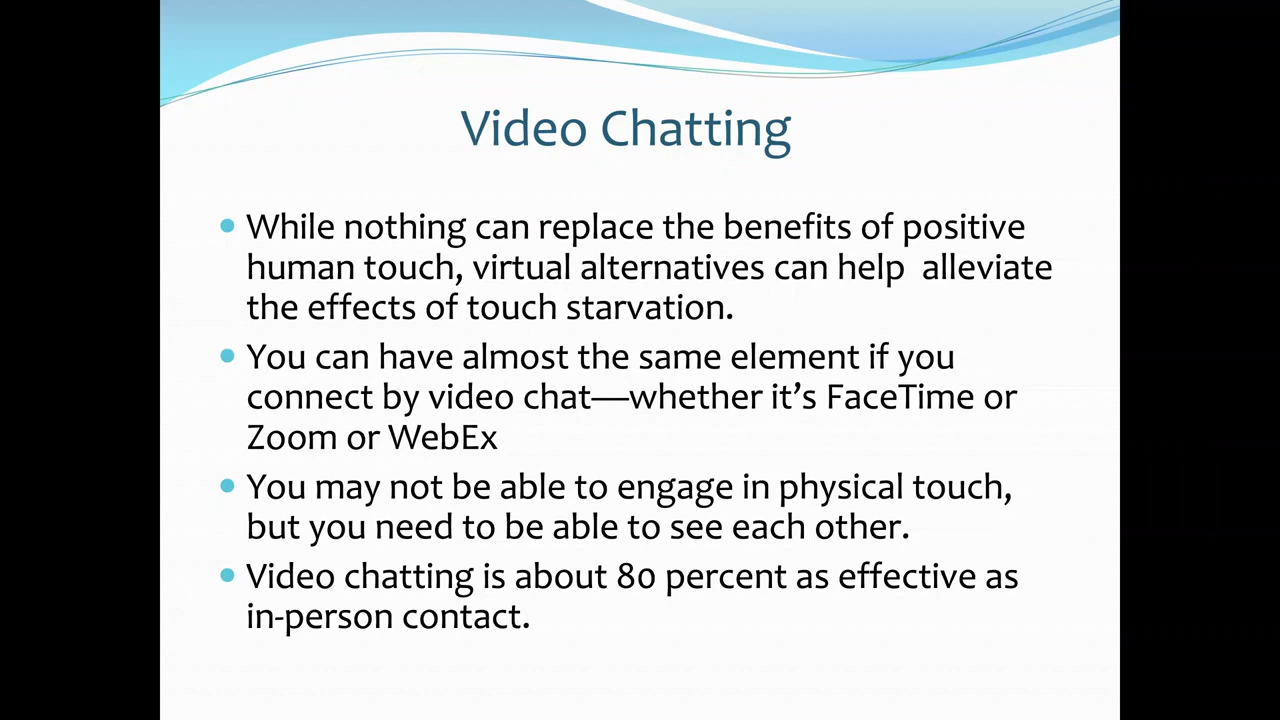 Video Chatting
While nothing can replace the benefits of positive
human touch, virtual alternatives can help  alleviate
the effects of touch starvation.
You can have almost the same element if you
connect by video chat—whether it’s FaceTime or
Zoom or WebEx
You may not be able to engage in physical touch,
but you need to be able to see each other.
Video chatting is about 80 percent as effective as
in-person contact.